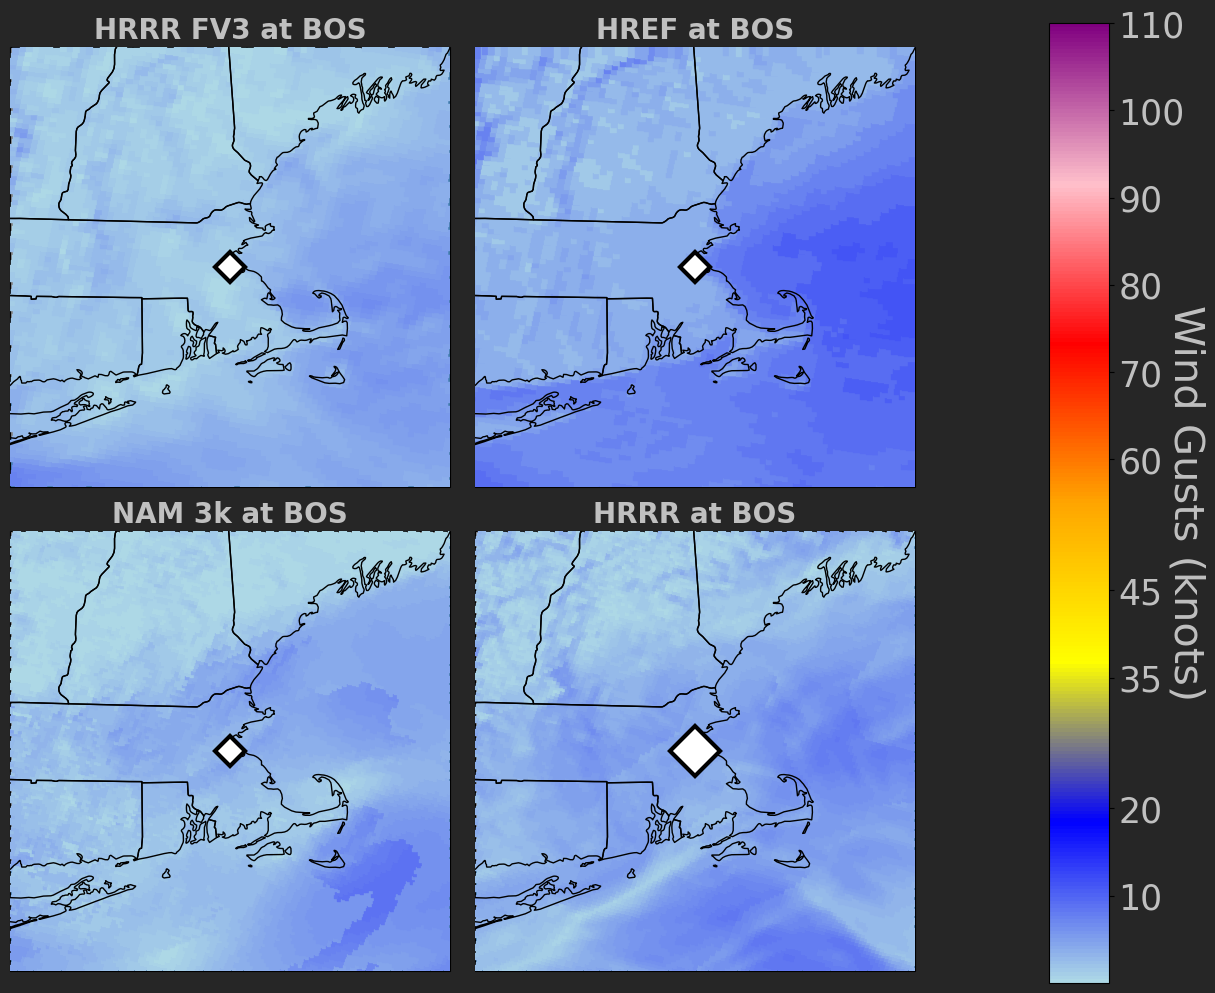 HRRR FV3 at BOS
HREF at BOS
NAM 3k at BOS
HRRR at BOS
110
100
90
80
70
60
45
35
20
10
Wind Gusts (knots)